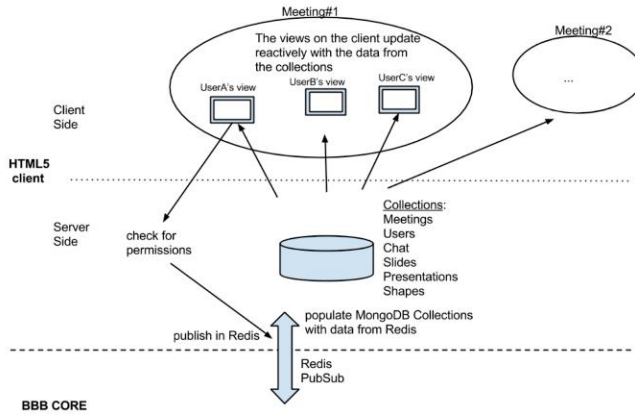 Meeting#1
Meeting#2
The views on the client update
reactively with the data from
the collections
UserA's view
UserB's view
UserC's view
...
Client
Side
HTML5
client
Server
Side
check for
permissions
Collections:
Meetings
Users
Chat
Slides
Presentations
Shapes
populate MongoDB Collections
with data from Redis
publish in Redis
Redis
PubSub
BBB CORE